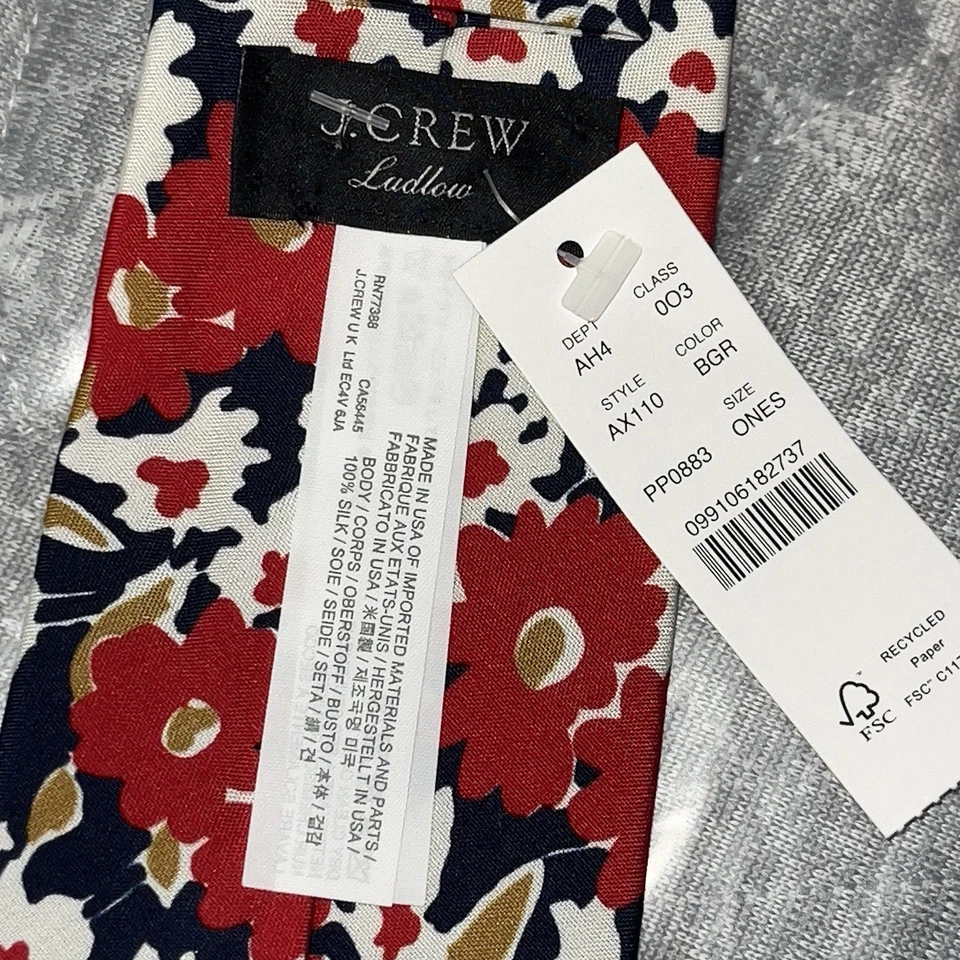 J.CREW
Ludlow
RN77388 CA56445
J.CREW U K Ltd EC4V 6JA
MADE IN USA OF IMPORTED MATERIALS AND PARTS /
FABRIQUE AUX ETATS-UNIS / HERGESTELLT IN USA /
FABBRICATO IN USA / 米国製 / 제조국명 미국
BODY / CORPS / OBERSTOFF / BUSTO / 本体 / 겉감
100% SILK / SOIE / SEIDE / SETA / 絹 / 견
DEPT CLASS
AH4 0O3
STYLE COLOR
AX110 BGR
SIZE
PP0883 ONES
099106182737
RECYCLED
Paper
FSC™ C117
FSC